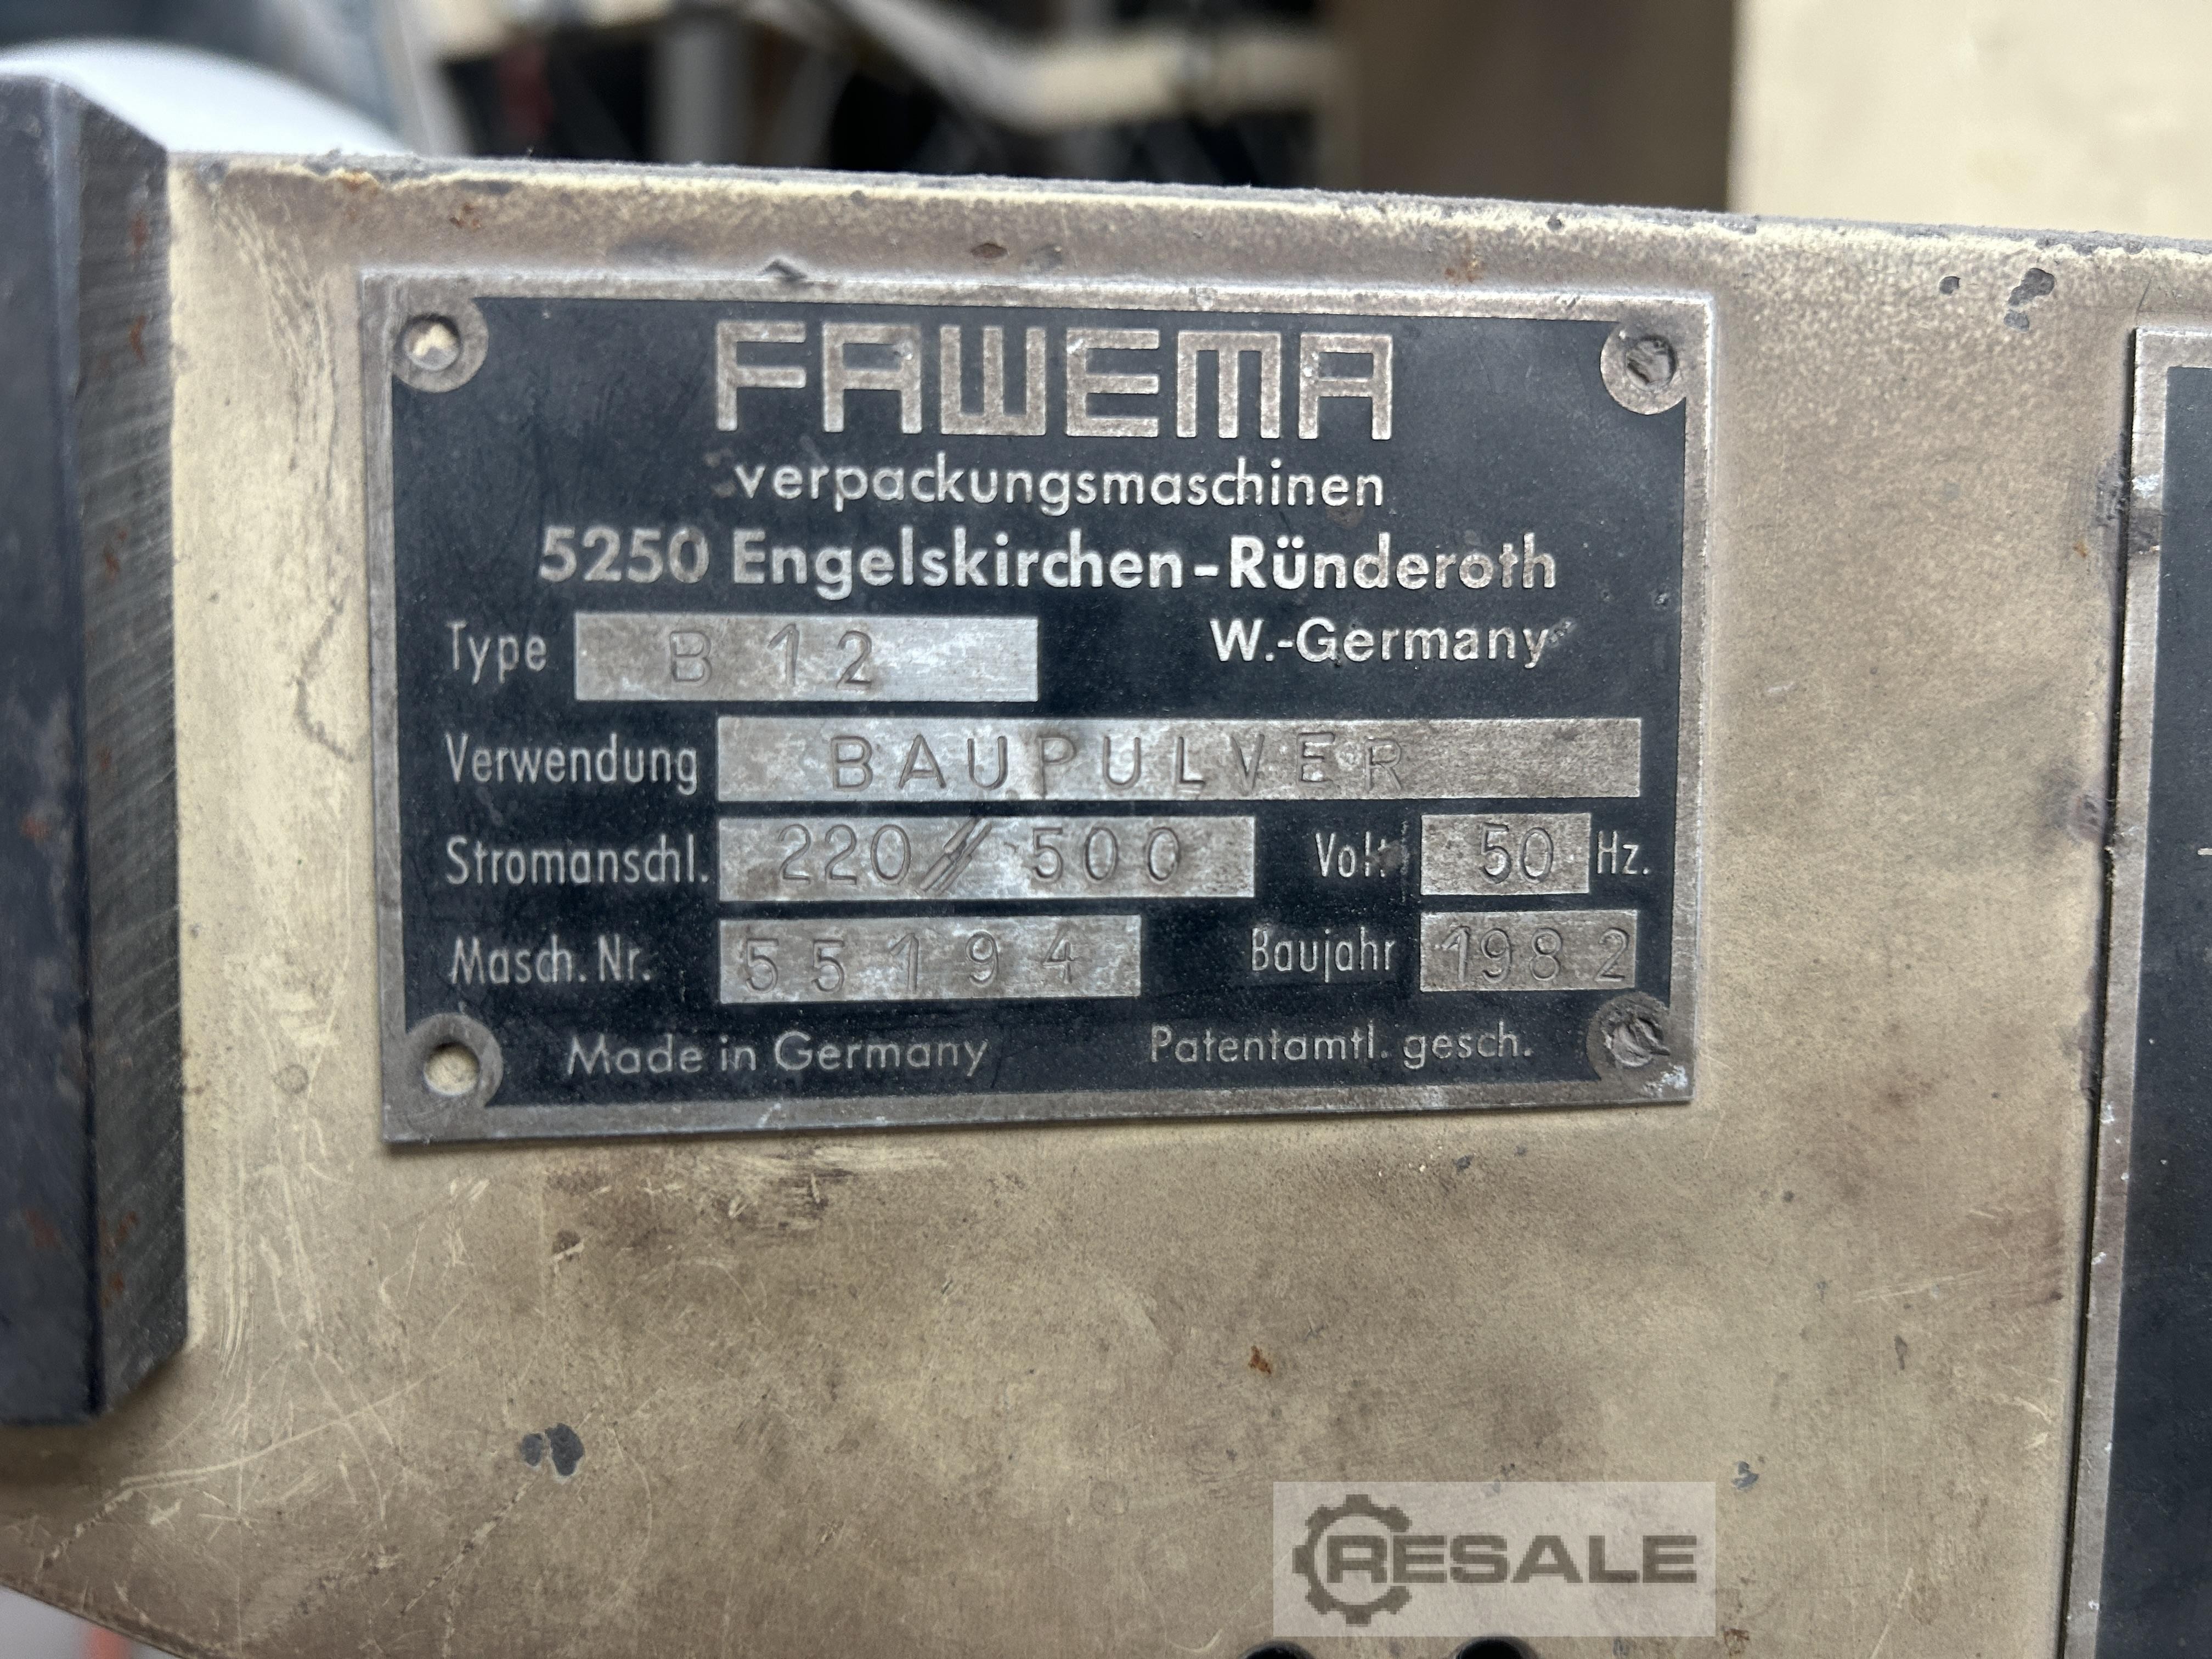 FAWEMA
verpackungsmaschinen
5250 Engelskirchen-Ründeroth
W.-Germany
Type B 12
Verwendung BAUPULVER
Stromanschl. 220 / 500 Volt 50 Hz.
Masch. Nr. 55194 Baujahr 1982
Made in Germany Patentamtl. gesch.
RESALE